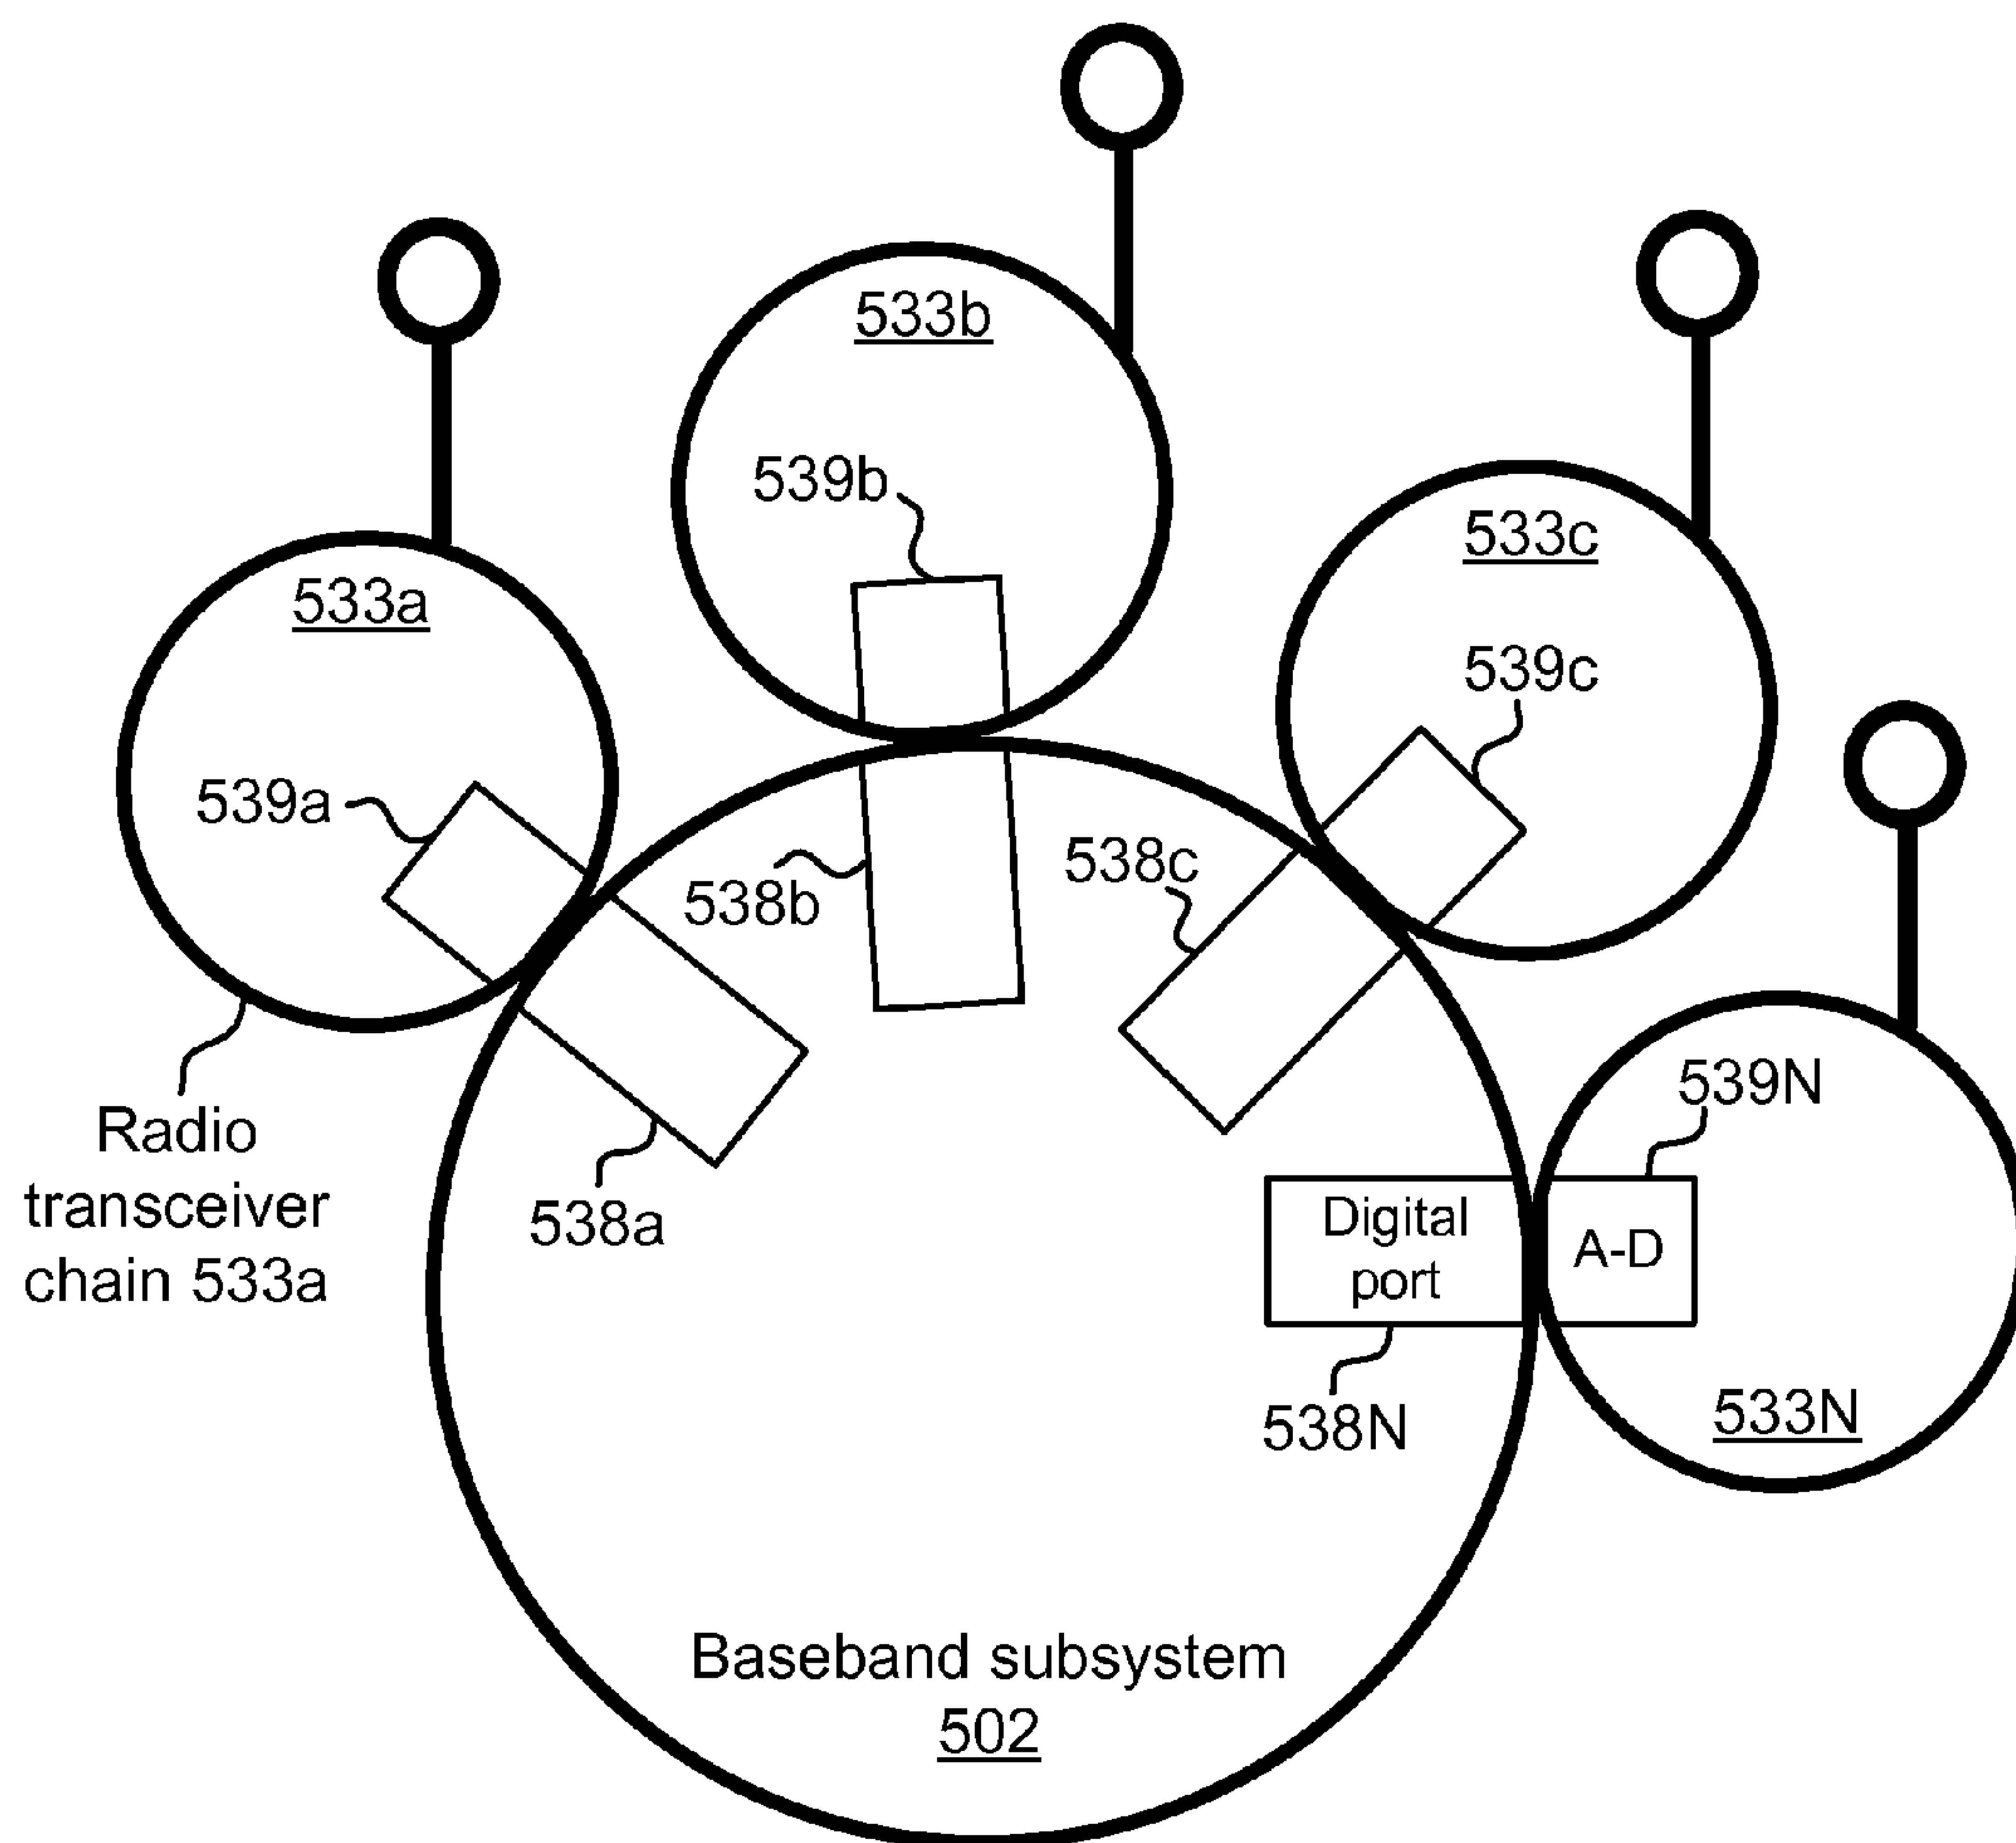 533b
539b
533c
533a
539c
539a
538b
538c
539N
Radio
transceiver
chain 533a
538a
Digital
port
A-D
538N
533N
Baseband subsystem
502